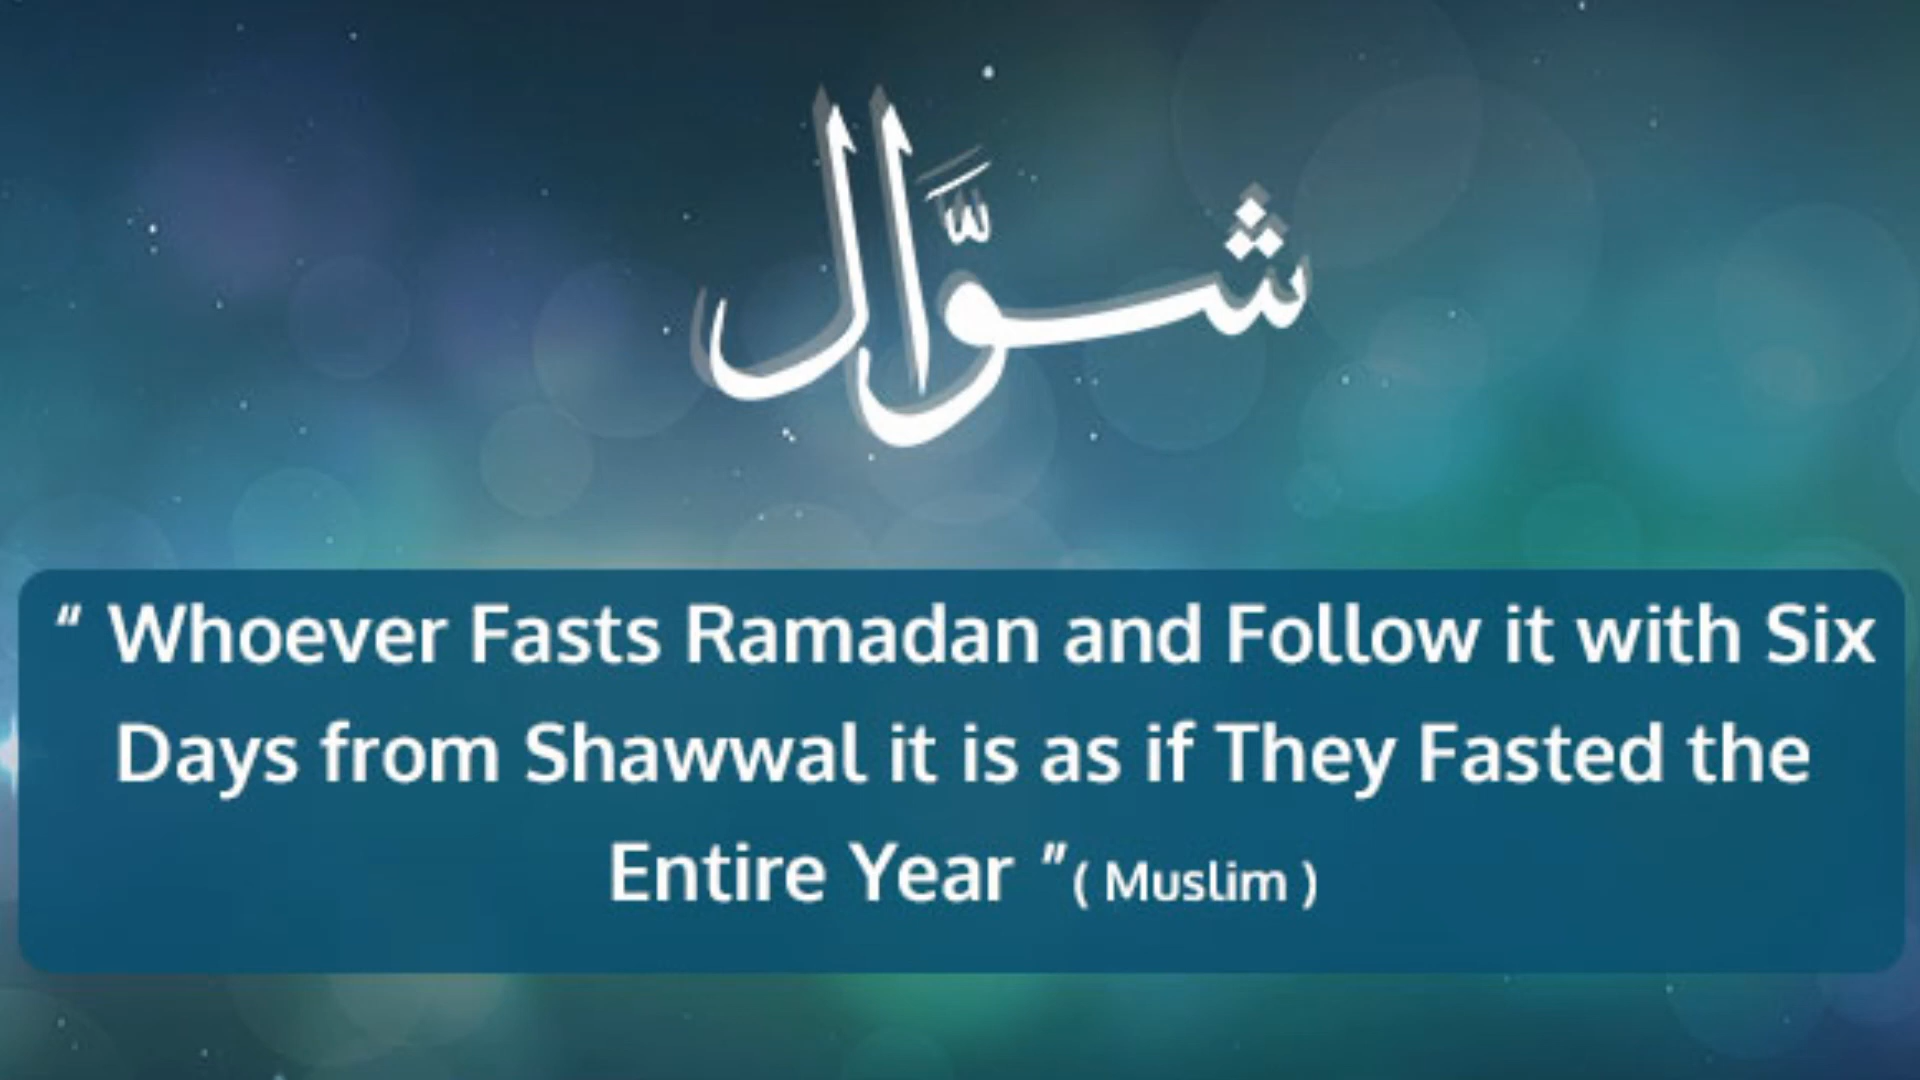 شوَّال
“ Whoever Fasts Ramadan and Follow it with Six
Days from Shawwal it is as if They Fasted the
Entire Year ”( Muslim )